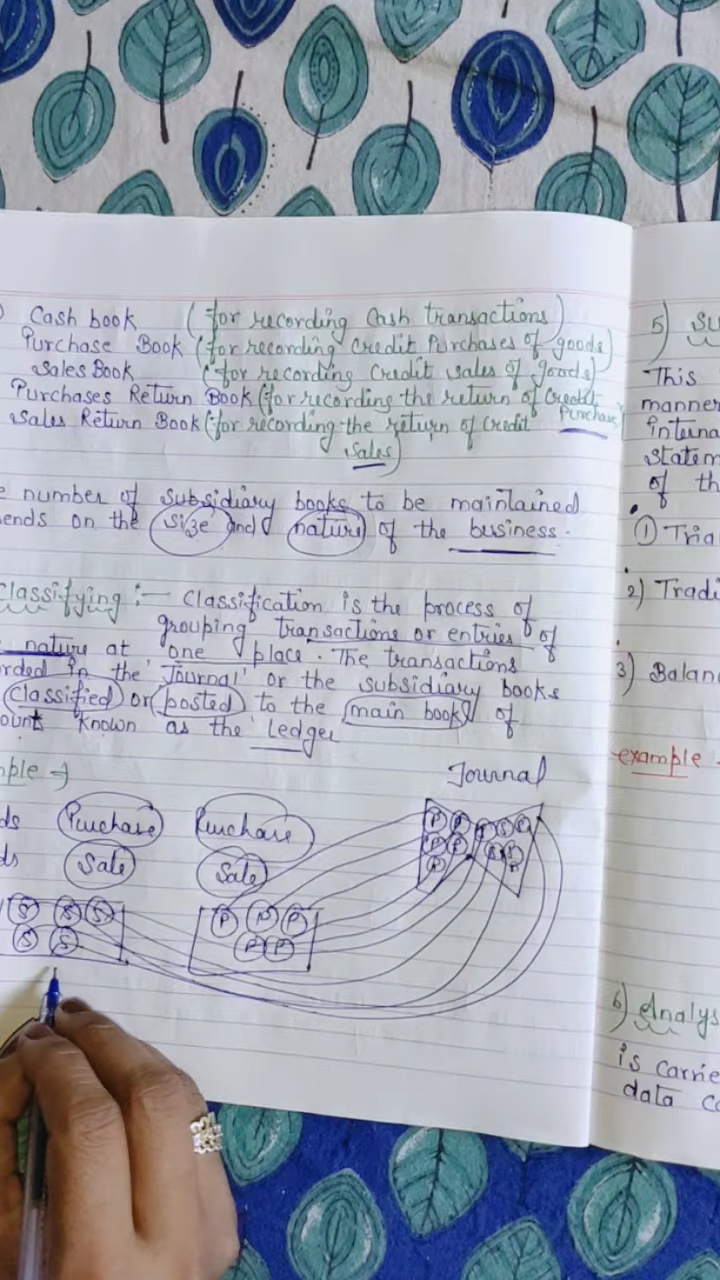 Cash book (for recording Cash transactions)
Purchase Book (for recording Credit Purchases of goods)
Sales Book (for recording Credit sales of goods)
Purchases Return Book (for recording the return of Credit Purchase)
Sales Return Book (for recording the return of Credit
Sales)
number of subsidiary books to be maintained
ends on the size and nature of the business.
Classifying :- Classification is the process of
grouping transactions or entries of
nature at one place. The transactions
rded in the 'Journal' or the subsidiary books
classified or posted to the main book of
ount known as the 'Ledger
mple →
Journal
ds Purchase Purchase
ds Sale Sale
P P P S S
P P S P
P P
S S S P P P
S S P P
5) Su
This
manner
interna
statem
of th
① Tria
2) Tradi
3) Balan
example -
6) Analys
is carrie
data c